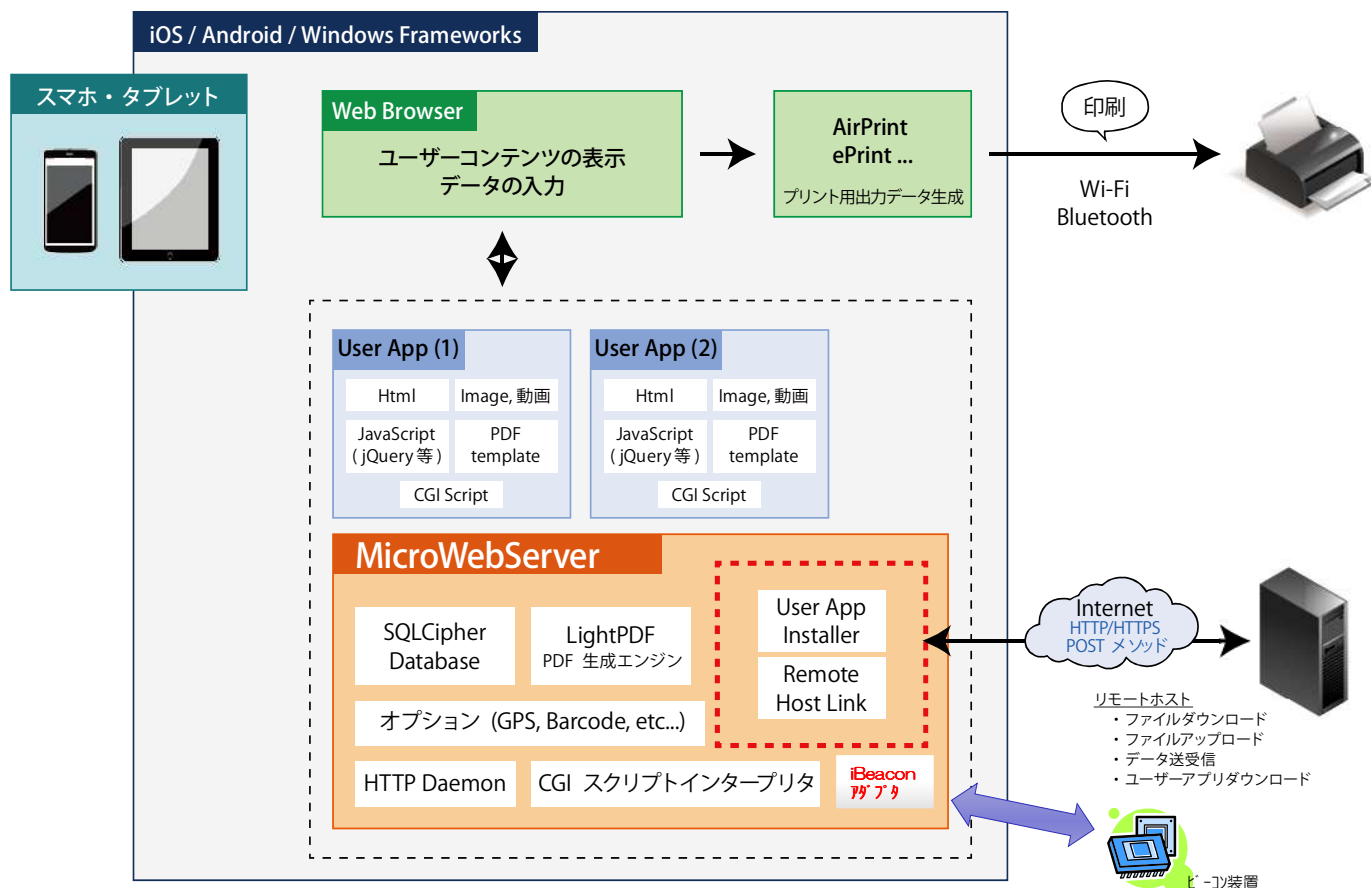 iOS / Android / Windows Frameworks
スマホ・タブレット
Web Browser
ユーザーコンテンツの表示
データの入力
AirPrint
ePrint ...
プリント用出力データ生成
印刷
Wi-Fi
Bluetooth
User App (1)
Html
Image, 動画
JavaScript
( jQuery 等 )
PDF
template
CGI Script
User App (2)
Html
Image, 動画
JavaScript
( jQuery 等 )
PDF
template
CGI Script
MicroWebServer
SQLCipher
Database
LightPDF
PDF 生成エンジン
User App
Installer
Remote
Host Link
オプション (GPS, Barcode, etc...)
HTTP Daemon
CGI スクリプトインタープリタ
iBeacon
ｱﾀﾞﾌﾟﾀ
Internet
HTTP/HTTPS
POST メソッド
リモートホスト
・ファイルダウンロード
・ファイルアップロード
・データ送受信
・ユーザーアプリダウンロード
ﾋﾞｰｺﾝ装置